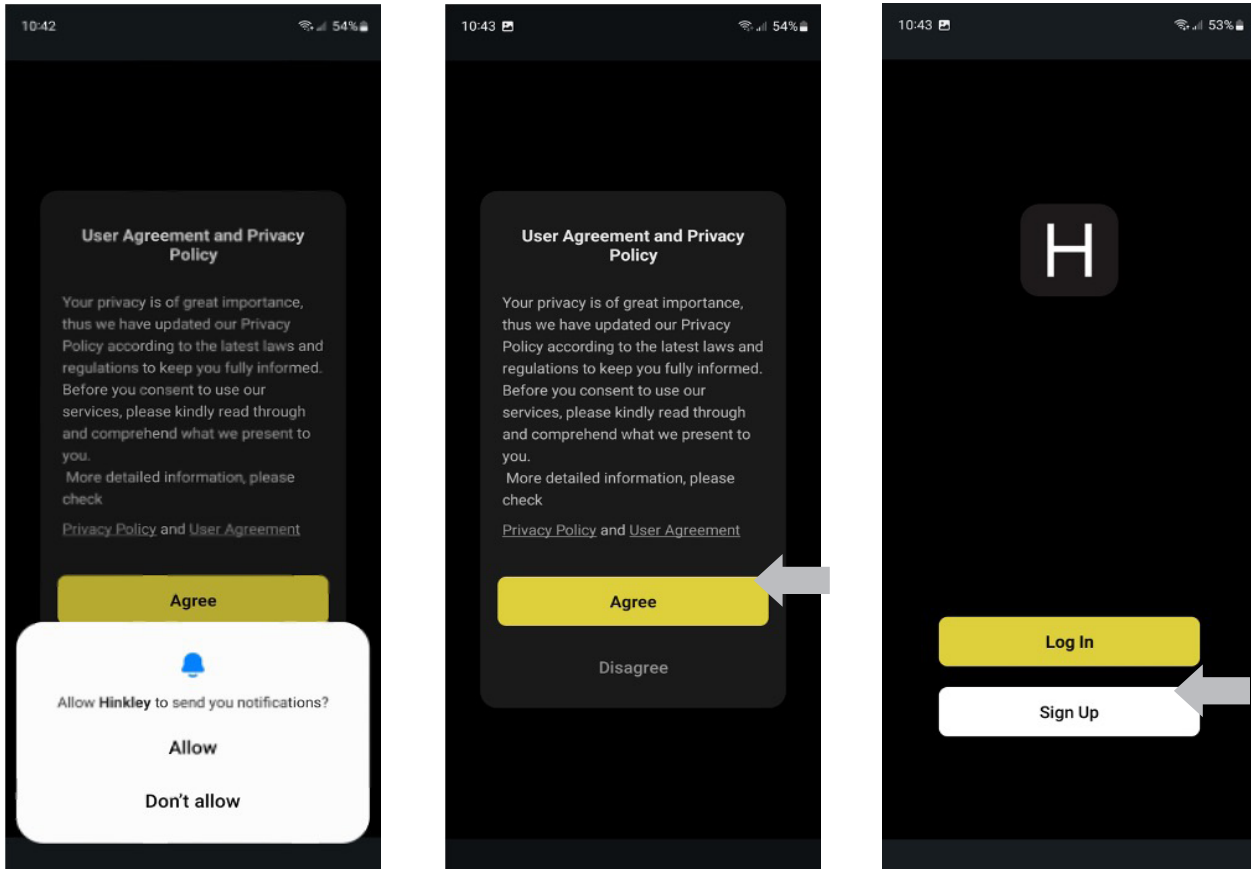 10:42
54%
User Agreement and Privacy
Policy
Your privacy is of great importance,
thus we have updated our Privacy
Policy according to the latest laws and
regulations to keep you fully informed.
Before you consent to use our
services, please kindly read through
and comprehend what we present to
you.
More detailed information, please
check
Privacy Policy and User Agreement
Agree
Allow Hinkley to send you notifications?
Allow
Don't allow
10:43
54%
User Agreement and Privacy
Policy
Your privacy is of great importance,
thus we have updated our Privacy
Policy according to the latest laws and
regulations to keep you fully informed.
Before you consent to use our
services, please kindly read through
and comprehend what we present to
you.
More detailed information, please
check
Privacy Policy and User Agreement
Agree
Disagree
10:43
53%
H
Log In
Sign Up